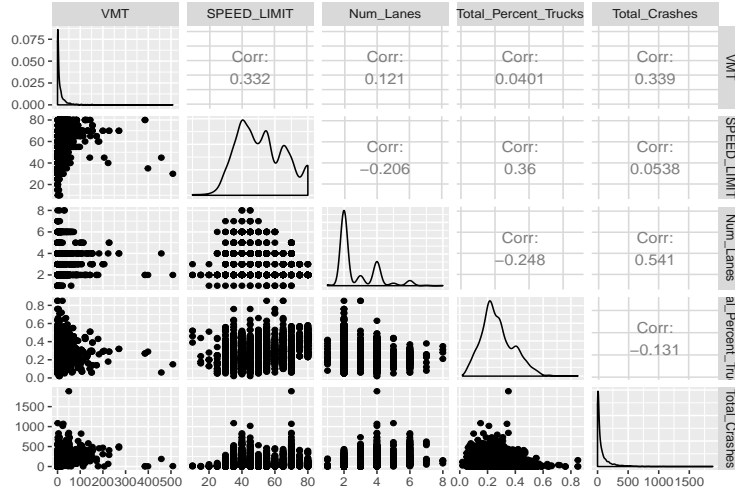 VMT SPEED_LIMIT Num_Lanes Total_Percent_Trucks Total_Crashes
0.075
0.050
0.025
0.000
Corr:
0.332
Corr:
0.121
Corr:
0.0401
Corr:
0.339
VMT
80
60
40
20
Corr:
−0.206
Corr:
0.36
Corr:
0.0538
SPEED_LIMIT
8
6
4
2
Corr:
−0.248
Corr:
0.541
Num_Lanes
0.8
0.6
0.4
0.2
0.0
Corr:
−0.131
al_Percent_Tru
1500
1000
500
0
Total_Crashes
0 100200300400500 20 40 60 80 2 4 6 8 0.0 0.2 0.4 0.6 0.8 0 500 10001500